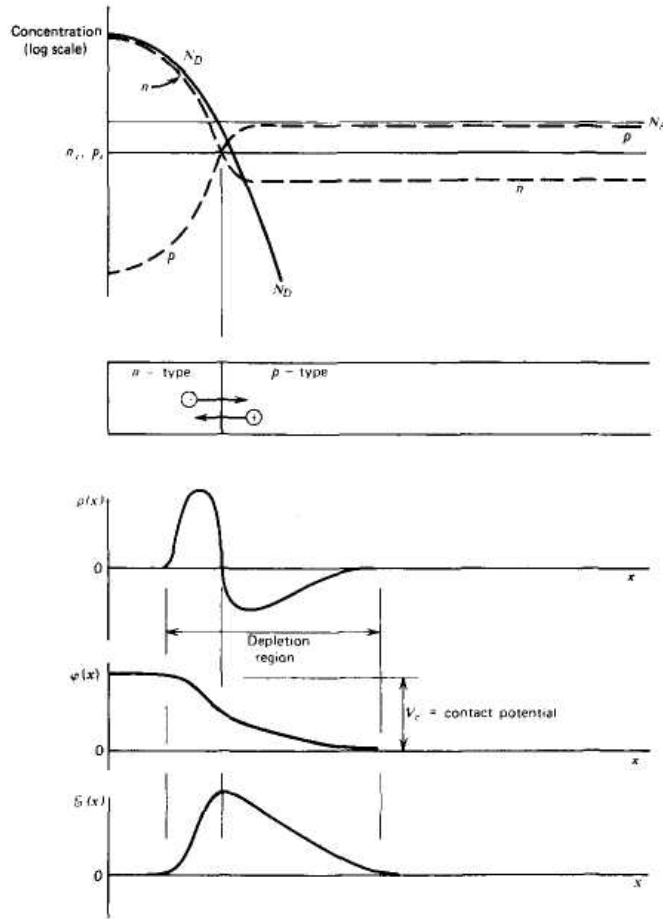 Concentration
(log scale)
N_D
n
N_A
p
n_i, p_i
n
p
N_D
n - type
p - type
-
+
ρ(x)
0
x
Depletion
region
φ(x)
V_c = contact potential
0
x
ℰ(x)
0
x